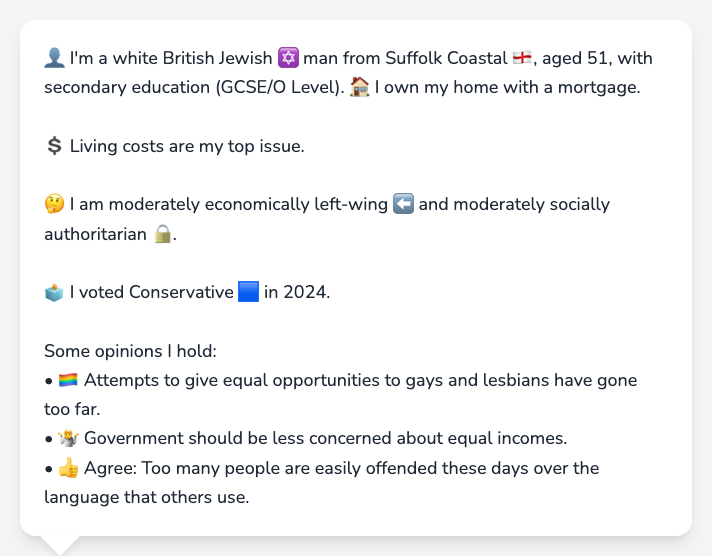 👤 I'm a white British Jewish ✡️ man from Suffolk Coastal 🏴󠁧󠁢󠁥󠁮󠁧󠁿, aged 51, with
secondary education (GCSE/O Level). 🏠 I own my home with a mortgage.
💲 Living costs are my top issue.
🤔 I am moderately economically left-wing ⬅️ and moderately socially
authoritarian 🔒.
🗳️ I voted Conservative 🟦 in 2024.
Some opinions I hold:
• 🏳️‍🌈 Attempts to give equal opportunities to gays and lesbians have gone
too far.
• 🤷 Government should be less concerned about equal incomes.
• 👍 Agree: Too many people are easily offended these days over the
language that others use.